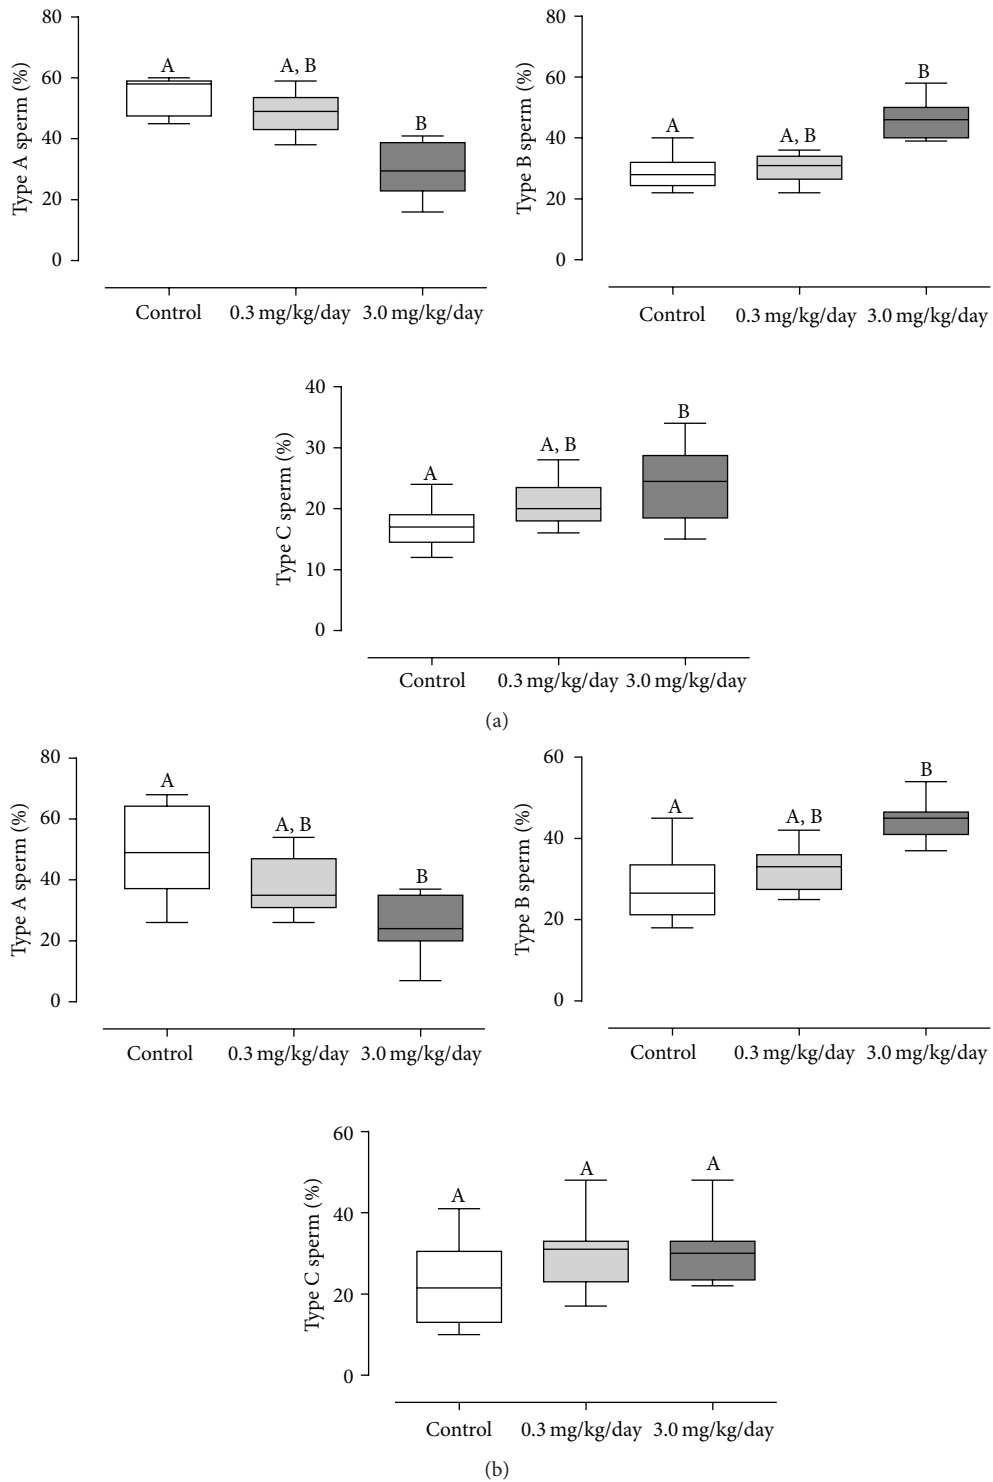 80
60
40
20
0
Type A sperm (%)
A
A, B
B
Control
0.3 mg/kg/day
3.0 mg/kg/day
80
60
40
20
0
Type B sperm (%)
A
A, B
B
Control
0.3 mg/kg/day
3.0 mg/kg/day
40
30
20
10
0
Type C sperm (%)
A
A, B
B
Control
0.3 mg/kg/day
3.0 mg/kg/day
(a)
80
60
40
20
0
Type A sperm (%)
A
A, B
B
Control
0.3 mg/kg/day
3.0 mg/kg/day
60
40
20
0
Type B sperm (%)
A
A, B
B
Control
0.3 mg/kg/day
3.0 mg/kg/day
60
40
20
0
Type C sperm (%)
A
A
A
Control
0.3 mg/kg/day
3.0 mg/kg/day
(b)